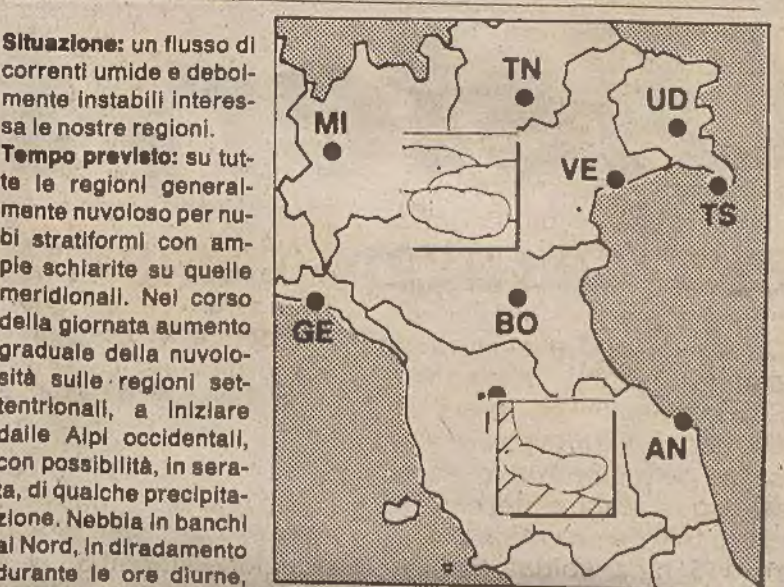 Situazione: un flusso di
correnti umide e debol-
mente instabili interes-
sa le nostre regioni.
Tempo previsto: su tut-
te le regioni general-
mente nuvoloso per nu-
bi stratiformi con am-
pie schiarite su quelle
meridionali. Nel corso
della giornata aumento
graduale della nuvolo-
sità sulle regioni set-
tentrionali, a iniziare
dalle Alpi occidentali,
con possibilità, in sera-
ta, di qualche precipita-
zione. Nebbia in banchi
al Nord, in diradamento
durante le ore diurne,
TN
UD
MI
VE
TS
GE
BO
AN